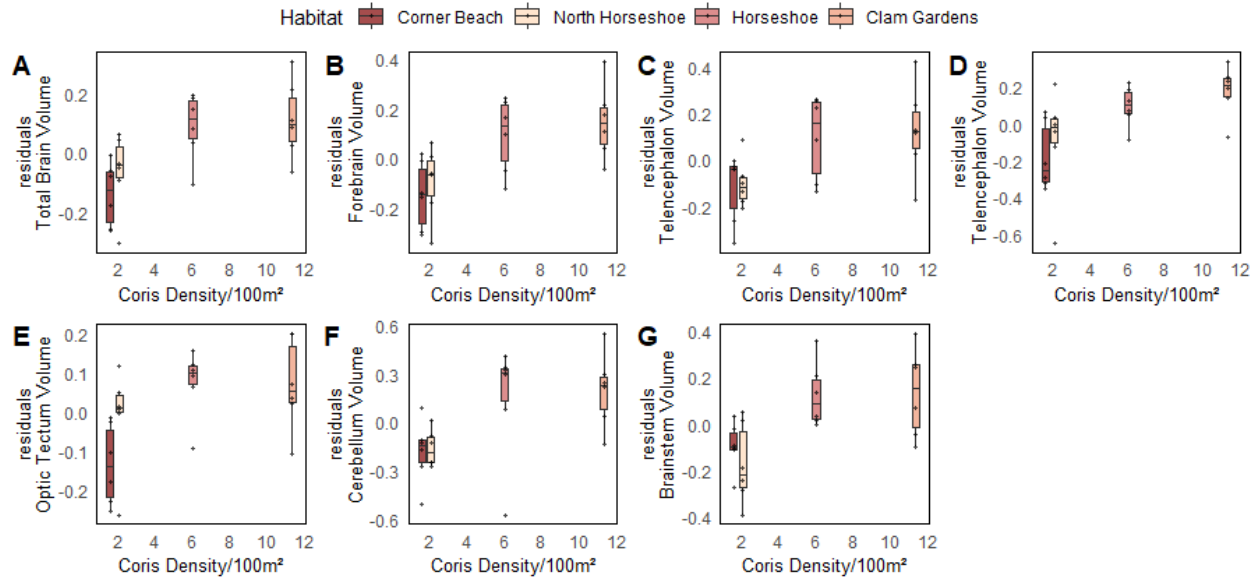 Habitat Corner Beach North Horseshoe Horseshoe Clam Gardens
A
residuals
Total Brain Volume
0.2
0.0
-0.2
2 4 6 8 10 12
Coris Density/100m²
B
residuals
Forebrain Volume
0.4
0.2
0.0
-0.2
2 4 6 8 10 12
Coris Density/100m²
C
residuals
Telencephalon Volume
0.4
0.2
0.0
-0.2
2 4 6 8 10 12
Coris Density/100m²
D
residuals
Telencephalon Volume
0.2
0.0
-0.2
-0.4
-0.6
2 4 6 8 10 12
Coris Density/100m²
E
residuals
Optic Tectum Volume
0.2
0.1
0.0
-0.1
-0.2
2 4 6 8 10 12
Coris Density/100m²
F
residuals
Cerebellum Volume
0.6
0.3
0.0
-0.3
-0.6
2 4 6 8 10 12
Coris Density/100m²
G
residuals
Brainstem Volume
0.4
0.2
0.0
-0.2
-0.4
2 4 6 8 10 12
Coris Density/100m²